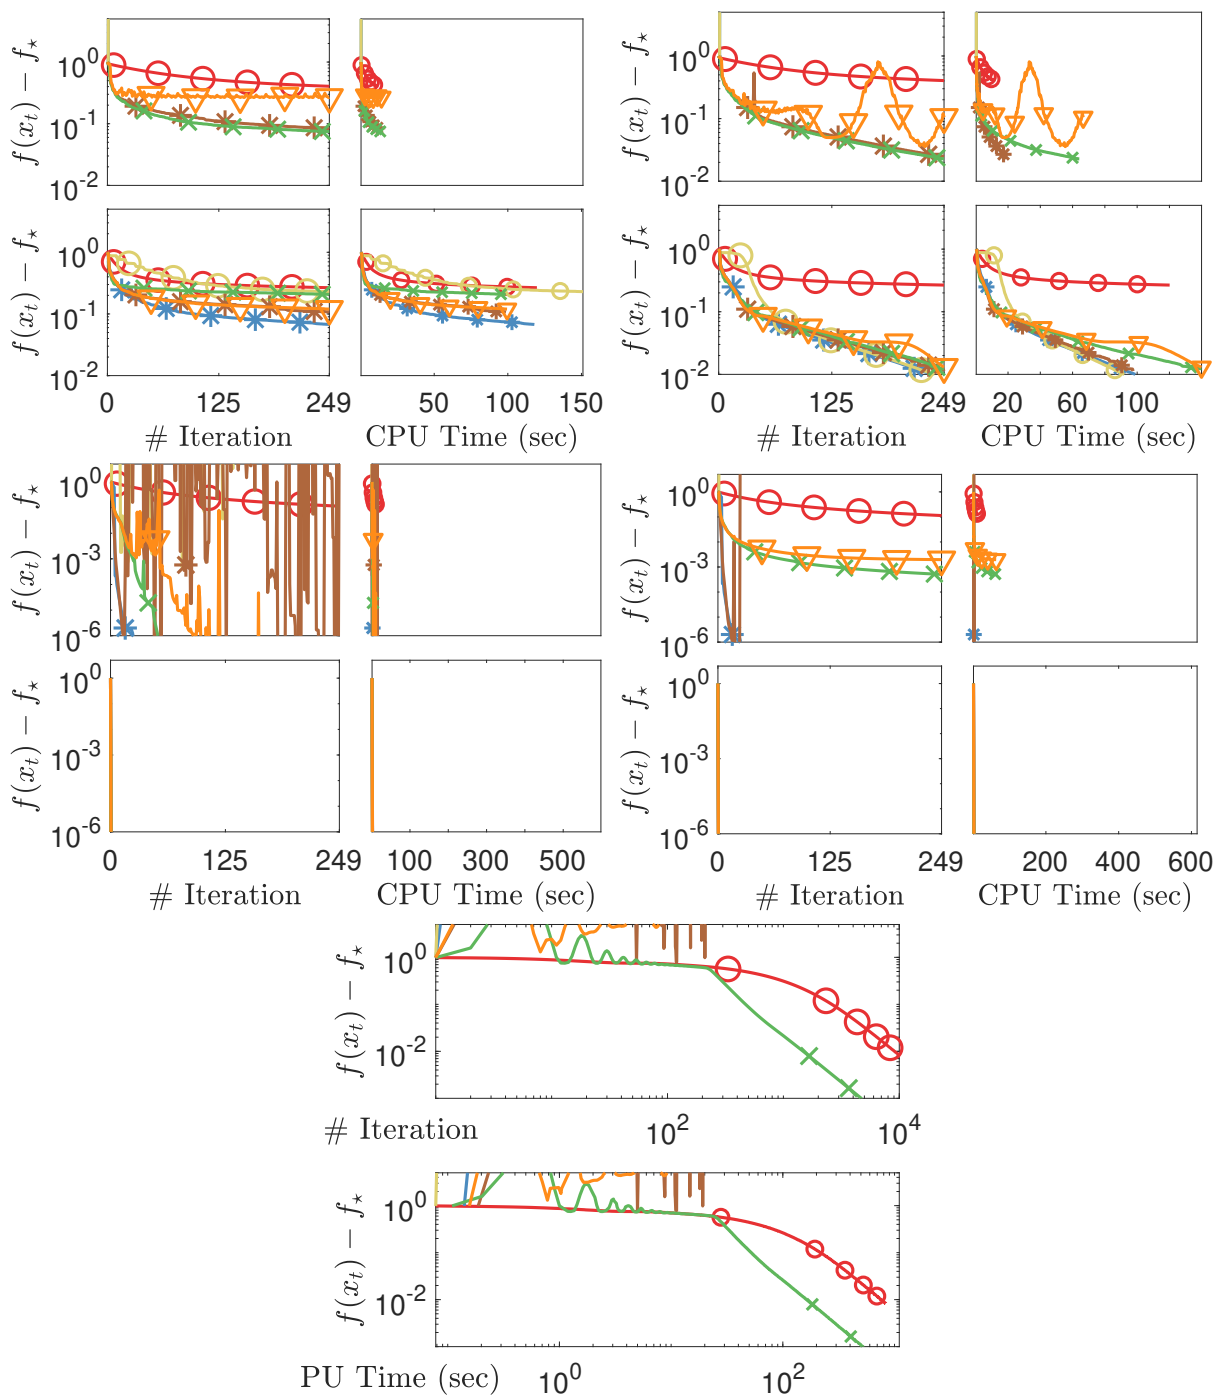 f(x_t) − f_⋆
10^0
10^-1
10^-2
f(x_t) − f_⋆
10^0
10^-1
10^-2
f(x_t) − f_⋆
10^0
10^-1
10^-2
0 125 249
50 100 150
# Iteration
CPU Time (sec)
f(x_t) − f_⋆
10^0
10^-1
10^-2
0 125 249
20 60 100
# Iteration
CPU Time (sec)
f(x_t) − f_⋆
10^0
10^-3
10^-6
f(x_t) − f_⋆
10^0
10^-3
10^-6
f(x_t) − f_⋆
10^0
10^-3
10^-6
0 125 249
100 300 500
# Iteration
CPU Time (sec)
f(x_t) − f_⋆
10^0
10^-3
10^-6
0 125 249
200 400 600
# Iteration
CPU Time (sec)
f(x_t) − f_⋆
10^0
10^-2
# Iteration
10^2 10^4
f(x_t) − f_⋆
10^0
10^-2
PU Time (sec)
10^0 10^2